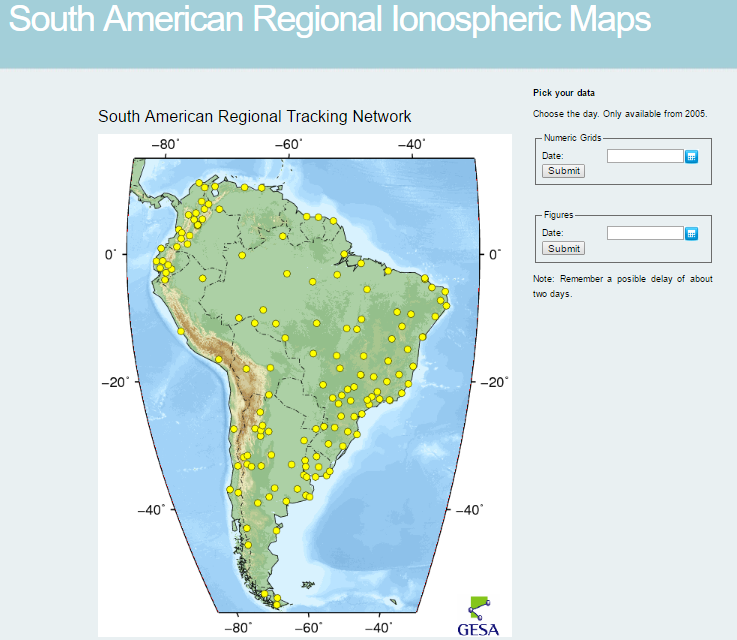 South American Regional Ionospheric Maps
Pick your data
Choose the day. Only available from 2005.
Numeric Grids
Date:
Submit
Figures
Date:
Submit
Note: Remember a posible delay of about
two days.
South American Regional Tracking Network
−80˚ −60˚ −40˚
0˚ 0˚
−20˚ −20˚
−40˚ −40˚
−80˚ −60˚ −40˚
GESA